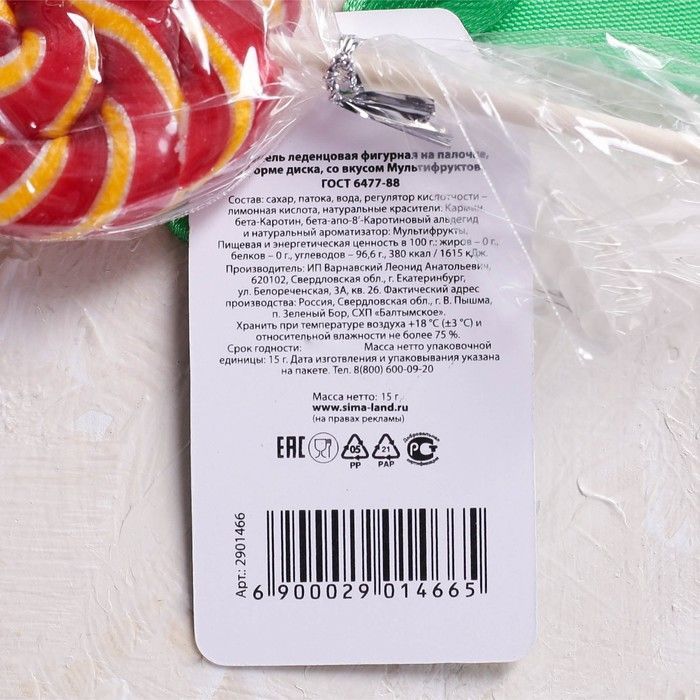 леденцовая фигурная на палочке,
диска, со вкусом Мультифруктов
ГОСТ 6477-88
Состав: сахар, патока, вода, регулятор кислотности –
лимонная кислота, натуральные красители: Кармин,
бета-Каротин, бета-апо-8'-Каротиновый альдегид
и натуральный ароматизатор: Мультифрукты.
Пищевая и энергетическая ценность в 100 г.: жиров – 0 г.,
белков – 0 г., углеводов – 96,6 г., 380 ккал / 1615 кДж.
Производитель: ИП Варнавский Леонид Анатольевич,
620102, Свердловская обл., г. Екатеринбург,
ул. Белореченская, 3А, кв. 26. Фактический адрес
производства: Россия, Свердловская обл., г. В. Пышма,
п. Зеленый Бор, СХП «Балтымское».
Хранить при температуре воздуха +18 °С (±3 °С) и
относительной влажности не более 75 %.
Срок годности: Масса нетто упаковочной
единицы: 15 г. Дата изготвления и упаковывания указана
на пакете. Тел. 8(800) 600-09-20
Масса нетто: 15 г.
www.sima-land.ru
(на правах рекламы)
EAC 05 21 Добровольная
PP PAP сертификация
Арт.: 2901466
6 900029 014665